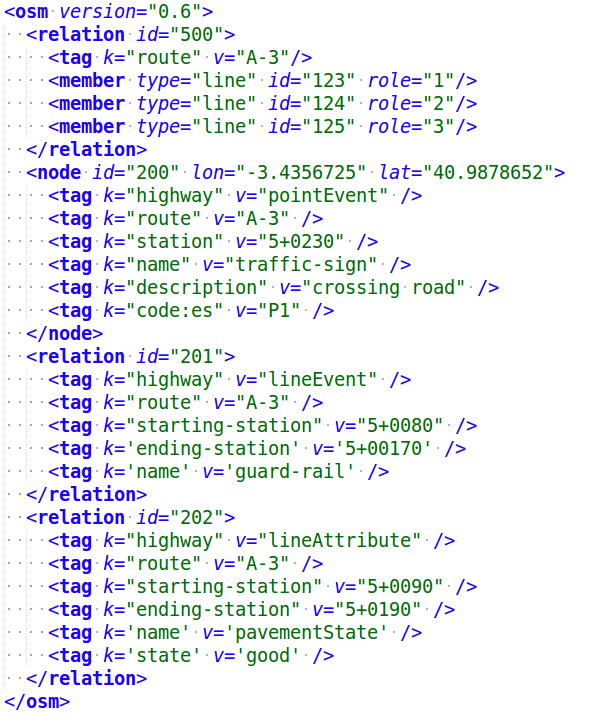 <osm version="0.6">
  <relation id="500">
    <tag k="route" v="A-3"/>
    <member type="line" id="123" role="1"/>
    <member type="line" id="124" role="2"/>
    <member type="line" id="125" role="3"/>
  </relation>
  <node id="200" lon="-3.4356725" lat="40.9878652">
    <tag k="highway" v="pointEvent" />
    <tag k="route" v="A-3" />
    <tag k="station" v="5+0230" />
    <tag k="name" v="traffic-sign" />
    <tag k="description" v="crossing road" />
    <tag k="code:es" v="P1" />
  </node>
  <relation id="201">
    <tag k="highway" v="lineEvent" />
    <tag k="route" v="A-3" />
    <tag k="starting-station" v="5+0080" />
    <tag k='ending-station' v='5+00170' />
    <tag k='name' v='guard-rail' />
  </relation>
  <relation id="202">
    <tag k="highway" v="lineAttribute" />
    <tag k="route" v="A-3" />
    <tag k="starting-station" v="5+0090" />
    <tag k="ending-station" v="5+0190" />
    <tag k='name' v='pavementState' />
    <tag k='state' v='good' />
  </relation>
</osm>